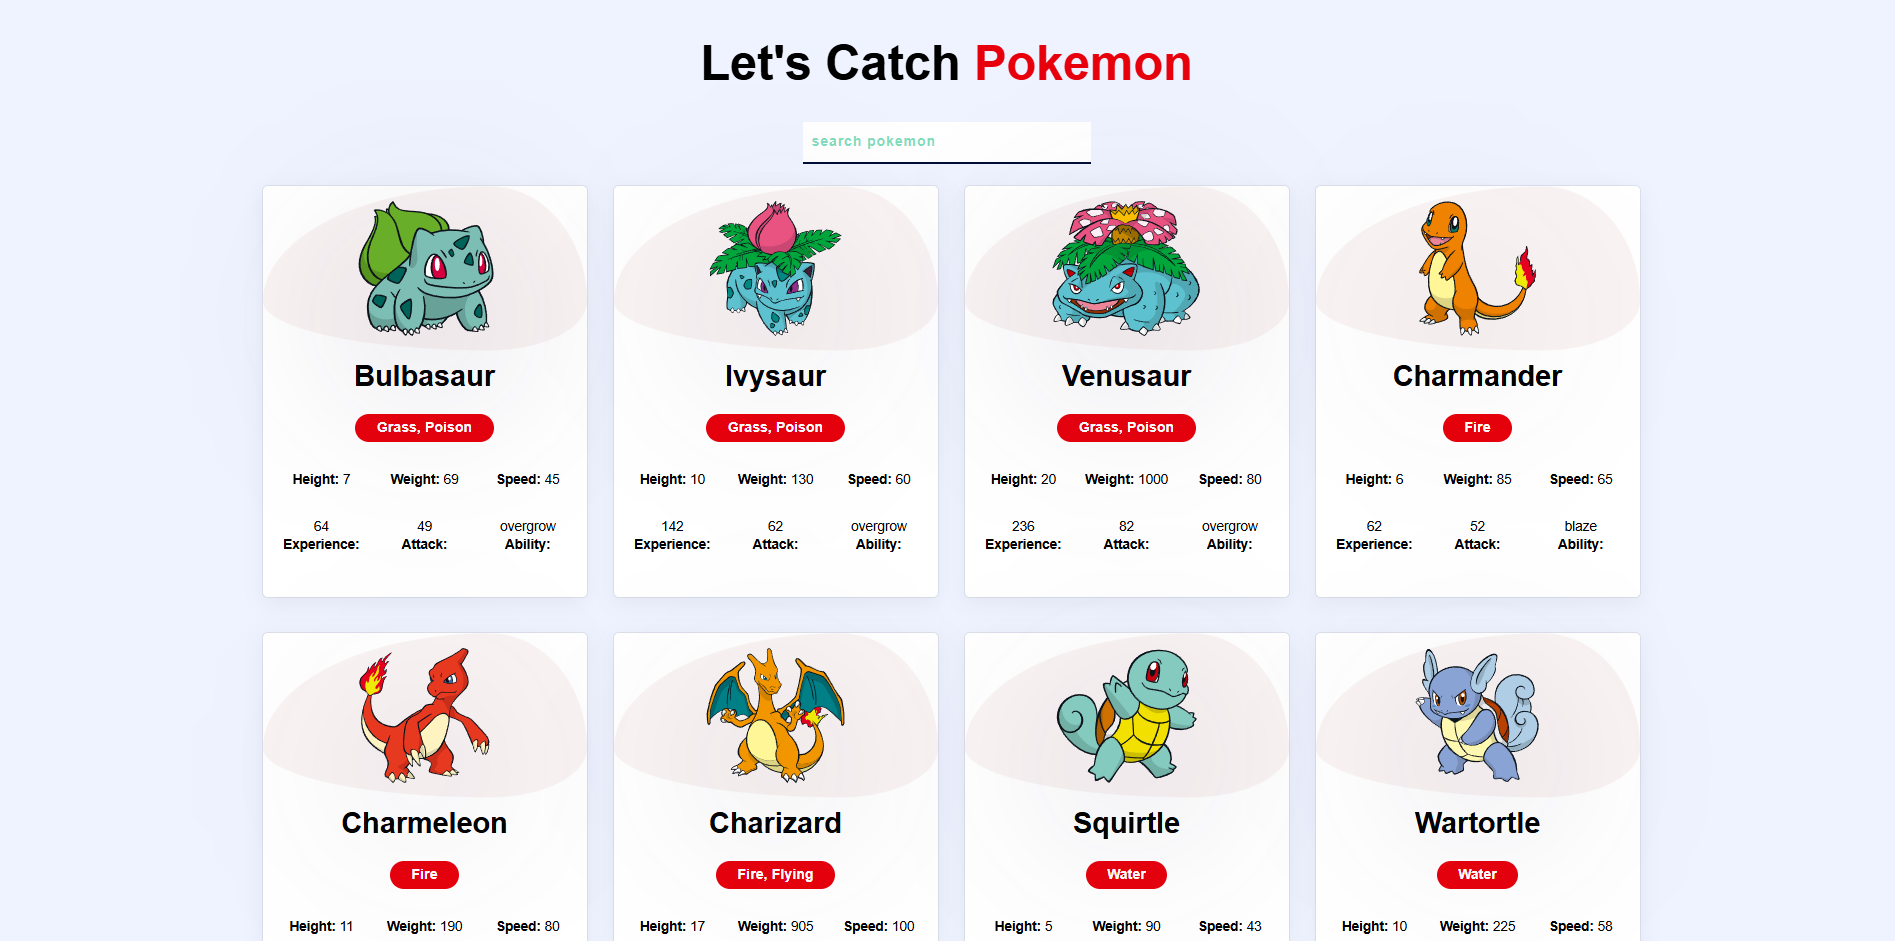 Let's Catch Pokemon
search pokemon
Bulbasaur
Grass, Poison
Height: 7 Weight: 69 Speed: 45
64 49 overgrow
Experience: Attack: Ability:
Ivysaur
Grass, Poison
Height: 10 Weight: 130 Speed: 60
142 62 overgrow
Experience: Attack: Ability:
Venusaur
Grass, Poison
Height: 20 Weight: 1000 Speed: 80
236 82 overgrow
Experience: Attack: Ability:
Charmander
Fire
Height: 6 Weight: 85 Speed: 65
62 52 blaze
Experience: Attack: Ability:
Charmeleon
Fire
Height: 11 Weight: 190 Speed: 80
Charizard
Fire, Flying
Height: 17 Weight: 905 Speed: 100
Squirtle
Water
Height: 5 Weight: 90 Speed: 43
Wartortle
Water
Height: 10 Weight: 225 Speed: 58